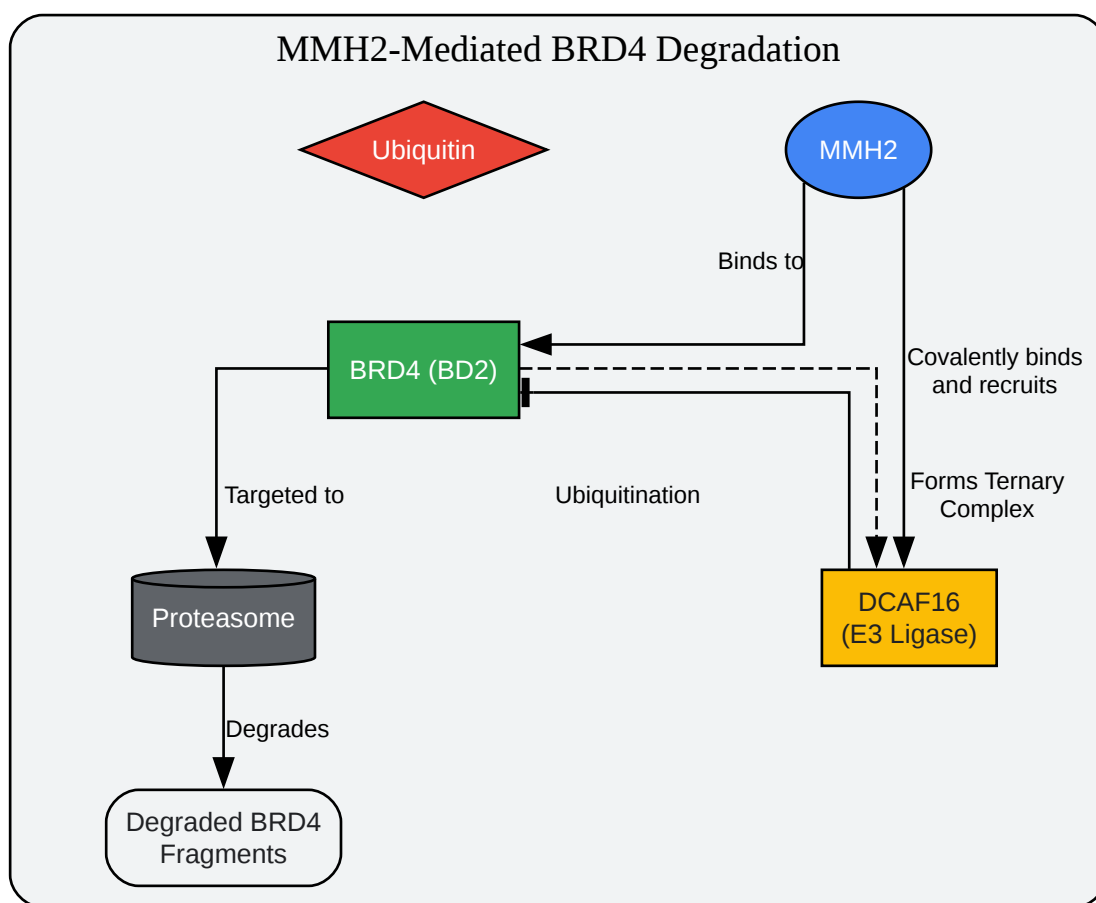 MMH2-Mediated BRD4 Degradation
Ubiquitin
MMH2
Binds to
BRD4 (BD2)
Covalently binds
and recruits
Targeted to
Ubiquitination
Forms Ternary
Complex
Proteasome
DCAF16
(E3 Ligase)
Degrades
Degraded BRD4
Fragments